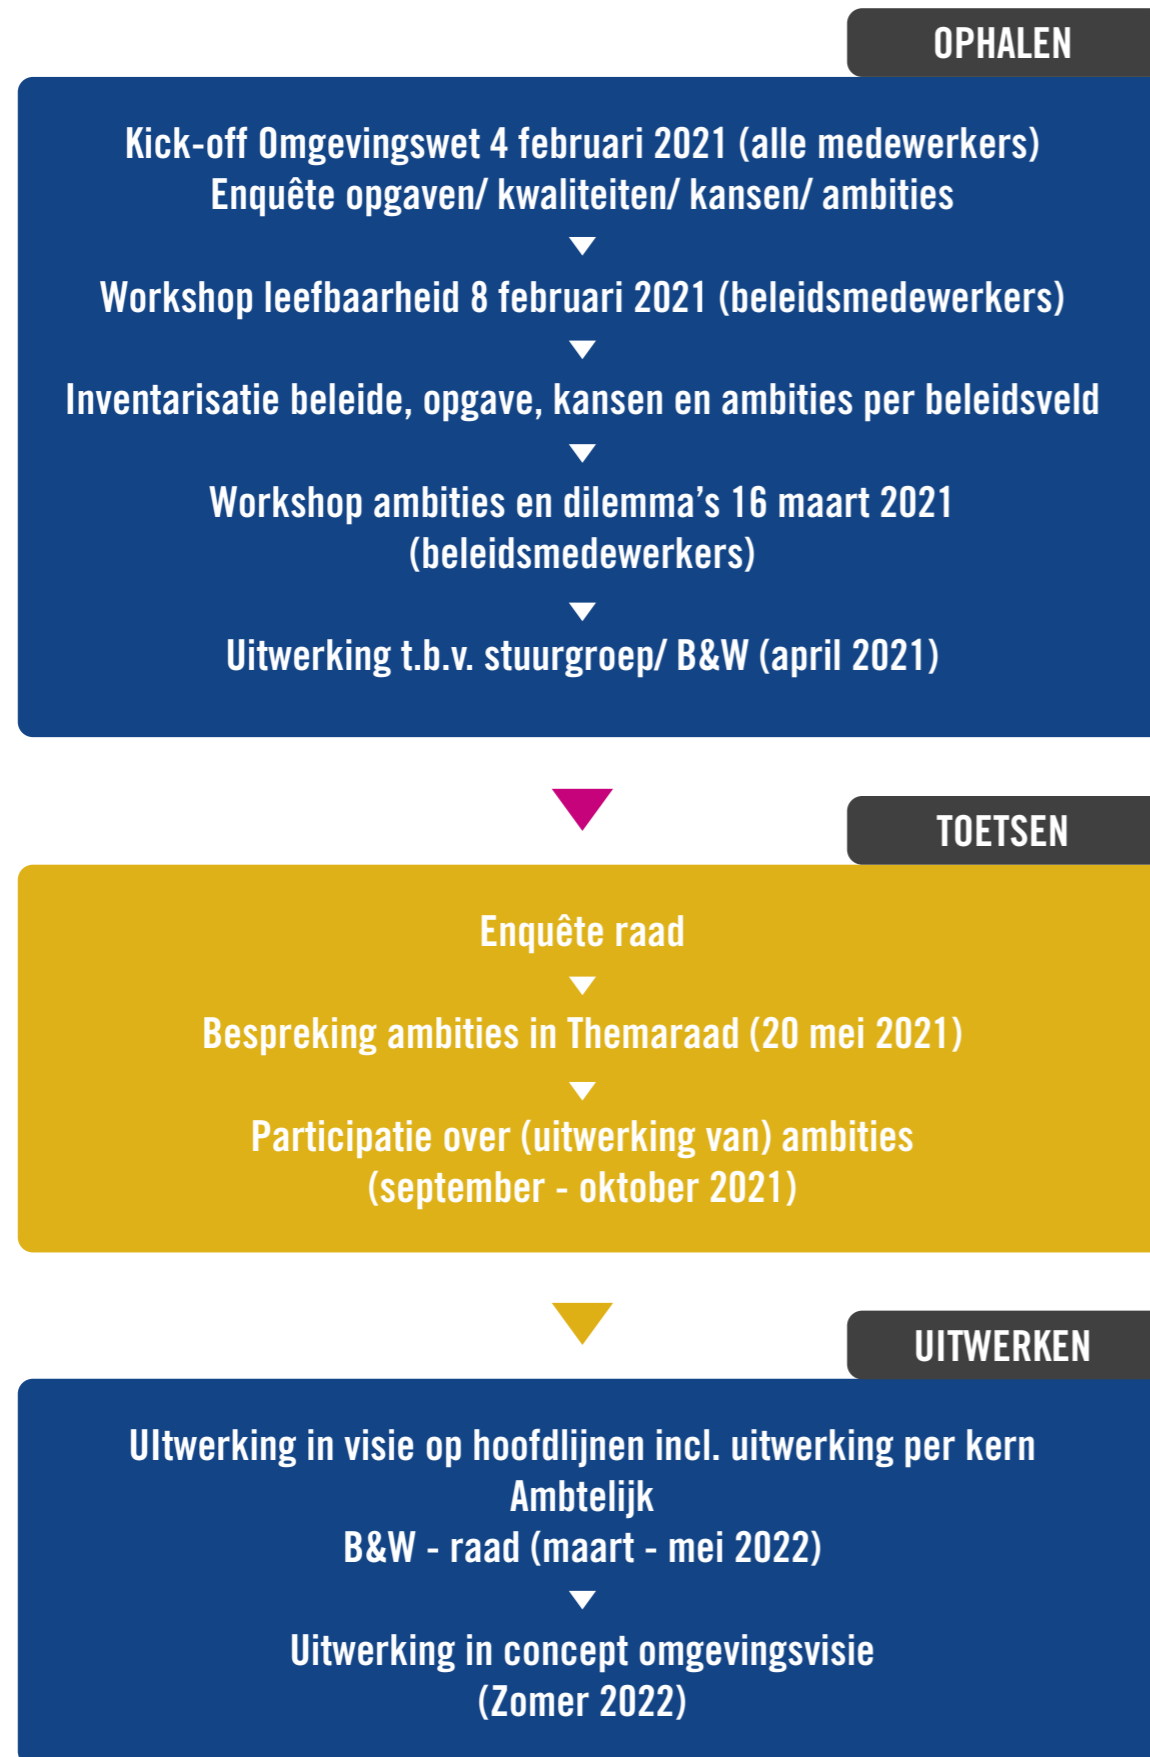 OPHALEN
Kick-off Omgevingswet 4 februari 2021 (alle medewerkers)
Enquête opgaven/ kwaliteiten/ kansen/ ambities
Workshop leefbaarheid 8 februari 2021 (beleidsmedewerkers)
Inventarisatie beleide, opgave, kansen en ambities per beleidsveld
Workshop ambities en dilemma’s 16 maart 2021
(beleidsmedewerkers)
Uitwerking t.b.v. stuurgroep/ B&W (april 2021)
TOETSEN
Enquête raad
Bespreking ambities in Themaraad (20 mei 2021)
Participatie over (uitwerking van) ambities
(september - oktober 2021)
UITWERKEN
UItwerking in visie op hoofdlijnen incl. uitwerking per kern
Ambtelijk
B&W - raad (maart - mei 2022)
Uitwerking in concept omgevingsvisie
(Zomer 2022)